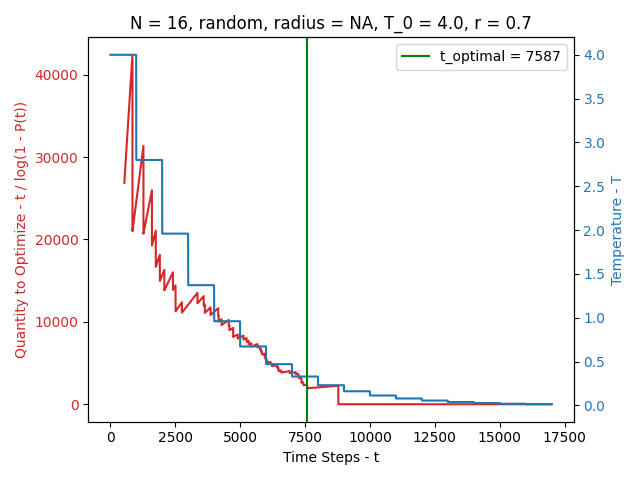 N = 16, random, radius = NA, T_0 = 4.0, r = 0.7
t_optimal = 7587
Quantity to Optimize - t / log(1 - P(t))
40000
30000
20000
10000
0
4.0
3.5
3.0
2.5
2.0
1.5
1.0
0.5
0.0
Temperature - T
0 2500 5000 7500 10000 12500 15000 17500
Time Steps - t